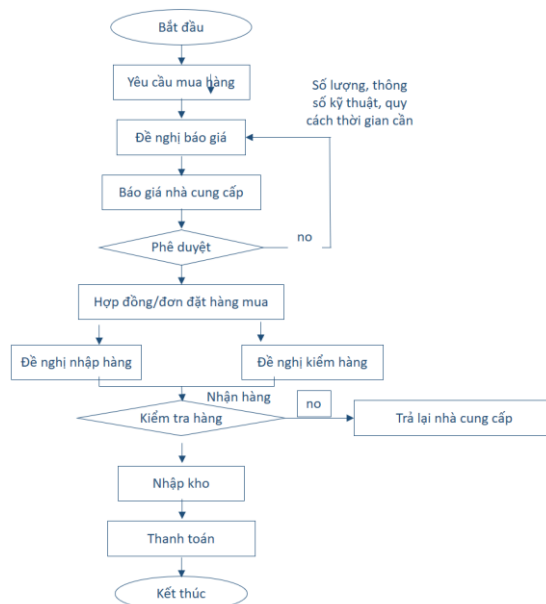 Bắt đầu
Yêu cầu mua hàng
Số lượng, thông
số kỹ thuật, quy
cách thời gian cần
Đề nghị báo giá
Báo giá nhà cung cấp
Phê duyệt
no
Hợp đồng/đơn đặt hàng mua
Đề nghị nhập hàng
Đề nghị kiểm hàng
Nhận hàng
Kiểm tra hàng
no
Trả lại nhà cung cấp
Nhập kho
Thanh toán
Kết thúc